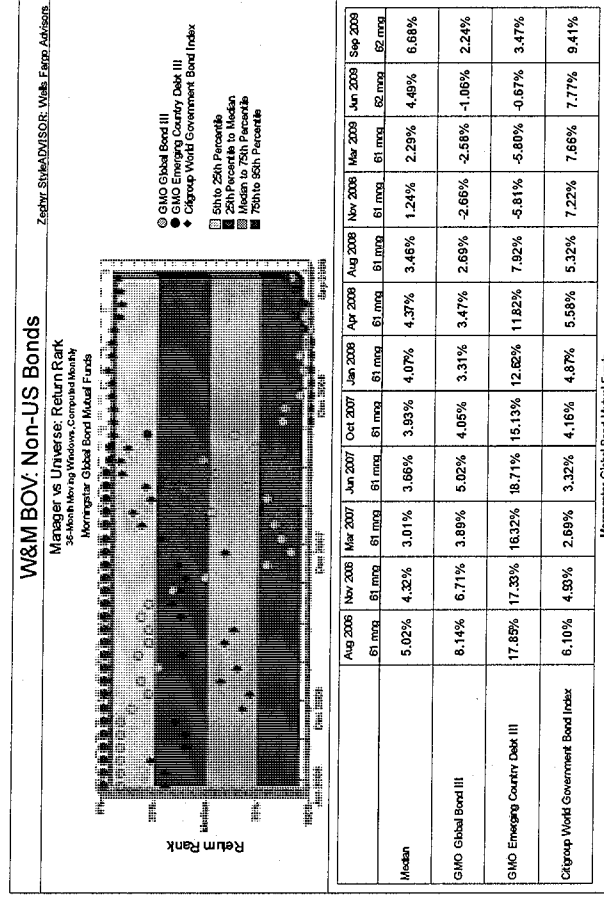 W&M BOV: Non-US Bonds
Zephyr StyleADVISOR: Wells Fargo Advisors
Manager vs Universe: Return Rank
36-Month Moving Windows, Computed Monthly
Morningstar Global Bond Mutual Funds
GMO Global Bond III
GMO Emerging Country Debt III
Citigroup World Government Bond Index
5th to 25th Percentile
25th Percentile to Median
Median to 75th Percentile
75th to 95th Percentile
Return Rank
Median
Aug 2006 Nov 2006 Mar 2007 Jun 2007 Oct 2007 Jan 2008 Apr 2008 Aug 2008 Nov 2008 Mar 2009 Jun 2009 Sep 2009
61 mng 61 mng 61 mng 61 mng 61 mng 61 mng 61 mng 61 mng 61 mng 61 mng 62 mng 62 mng
Median 5.02% 4.32% 3.01% 3.66% 3.93% 4.07% 4.37% 3.46% 1.24% 2.29% 4.49% 6.68%
GMO Global Bond III 8.14% 6.71% 3.89% 5.02% 4.05% 3.31% 3.47% 2.69% -2.66% -2.58% -1.06% 2.24%
GMO Emerging Country Debt III 17.85% 17.33% 16.32% 18.71% 15.13% 12.62% 11.82% 7.92% -5.81% -5.80% -0.67% 3.47%
Citigroup World Government Bond Index 6.10% 4.93% 2.69% 3.32% 4.16% 4.87% 5.58% 5.32% 7.22% 7.66% 7.77% 9.41%
Morningstar Global Bond Mutual Funds